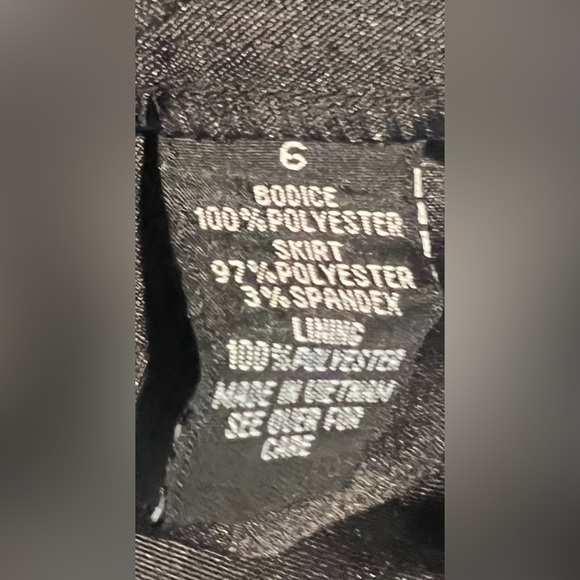 6
BODICE
100%POLYESTER
SKIRT
97%POLYESTER
3%SPANDEX
LINING
100%POLYESTER
MADE IN VIETNAM
SEE OVER FOR
CARE